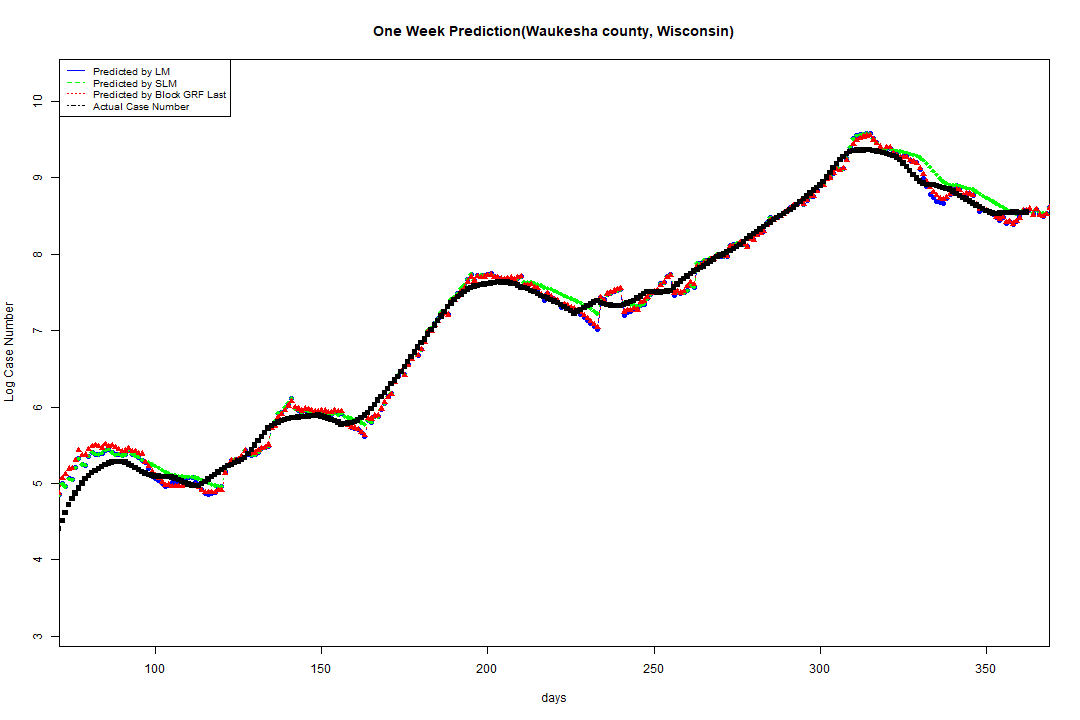 One Week Prediction(Waukesha county, Wisconsin)
Predicted by LM
Predicted by SLM
Predicted by Block GRF Last
Actual Case Number
10
9
8
7
6
5
4
3
Log Case Number
100 150 200 250 300 350
days